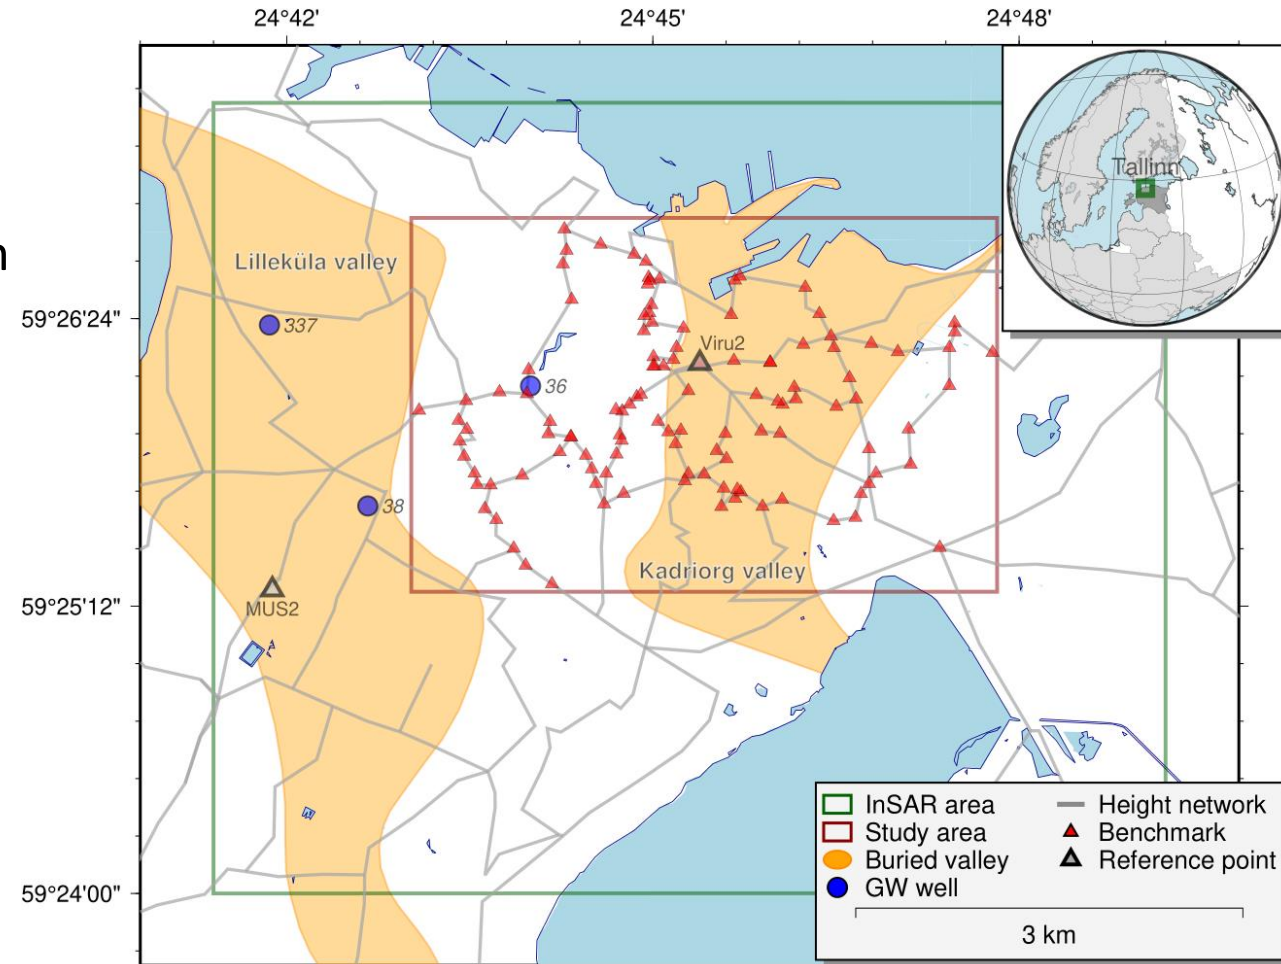 24°42'
24°45'
24°48'
Tallinn
n
Lilleküla valley
59°26'24"
337
Viru2
36
38
Kadriorg valley
59°25'12"
MUS2
InSAR area
Height network
Study area
Benchmark
Buried valley
Reference point
GW well
59°24'00"
3 km